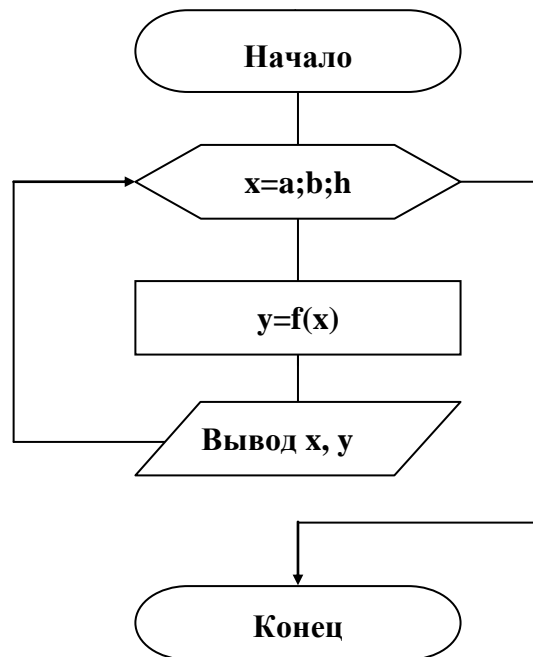 Начало
x=a;b;h
y=f(x)
Вывод x, y
Конец